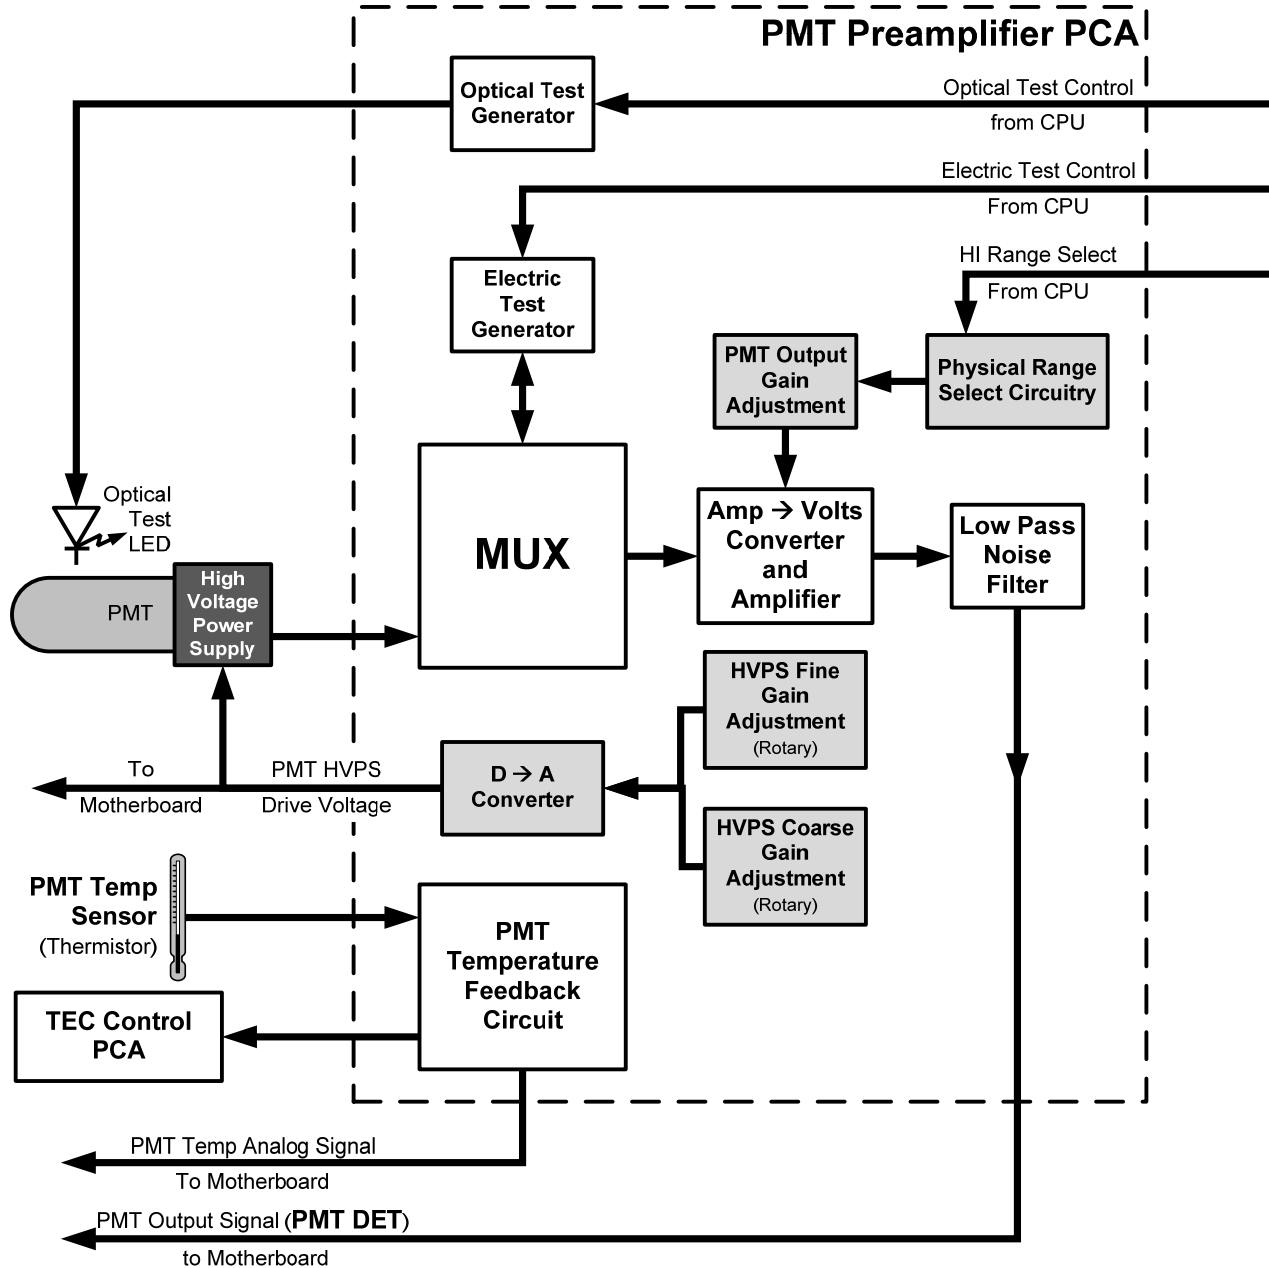 PMT Preamplifier PCA
Optical Test
Generator
Optical Test Control
from CPU
Electric Test Control
From CPU
HI Range Select
From CPU
Electric
Test
Generator
PMT Output
Gain
Adjustment
Physical Range
Select Circuitry
Optical
Test
LED
MUX
Amp → Volts
Converter
and
Amplifier
Low Pass
Noise
Filter
PMT
High
Voltage
Power
Supply
HVPS Fine
Gain
Adjustment
(Rotary)
To
Motherboard
PMT HVPS
Drive Voltage
D → A
Converter
HVPS Coarse
Gain
Adjustment
(Rotary)
PMT Temp
Sensor
(Thermistor)
PMT
Temperature
Feedback
Circuit
TEC Control
PCA
PMT Temp Analog Signal
To Motherboard
PMT Output Signal (PMT DET)
to Motherboard